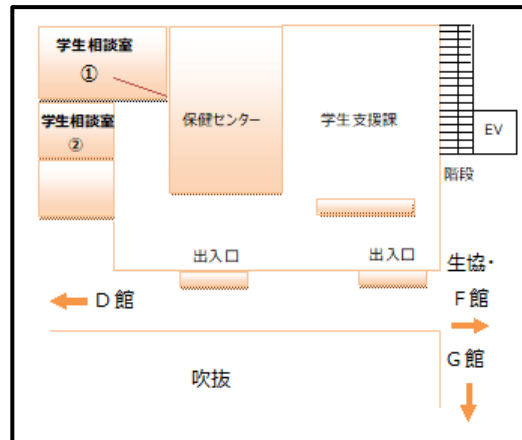 学生相談室
①
学生相談室
②
保健センター
学生支援課
EV
階段
出入口
出入口
生協・
F館
D館
G館
吹抜